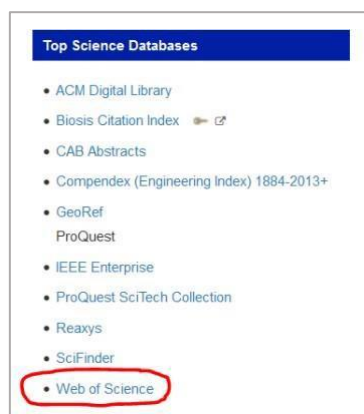 Top Science Databases
ACM Digital Library
Biosis Citation Index
CAB Abstracts
Compendex (Engineering Index) 1884-2013+
GeoRef
ProQuest
IEEE Enterprise
ProQuest SciTech Collection
Reaxys
SciFinder
Web of Science